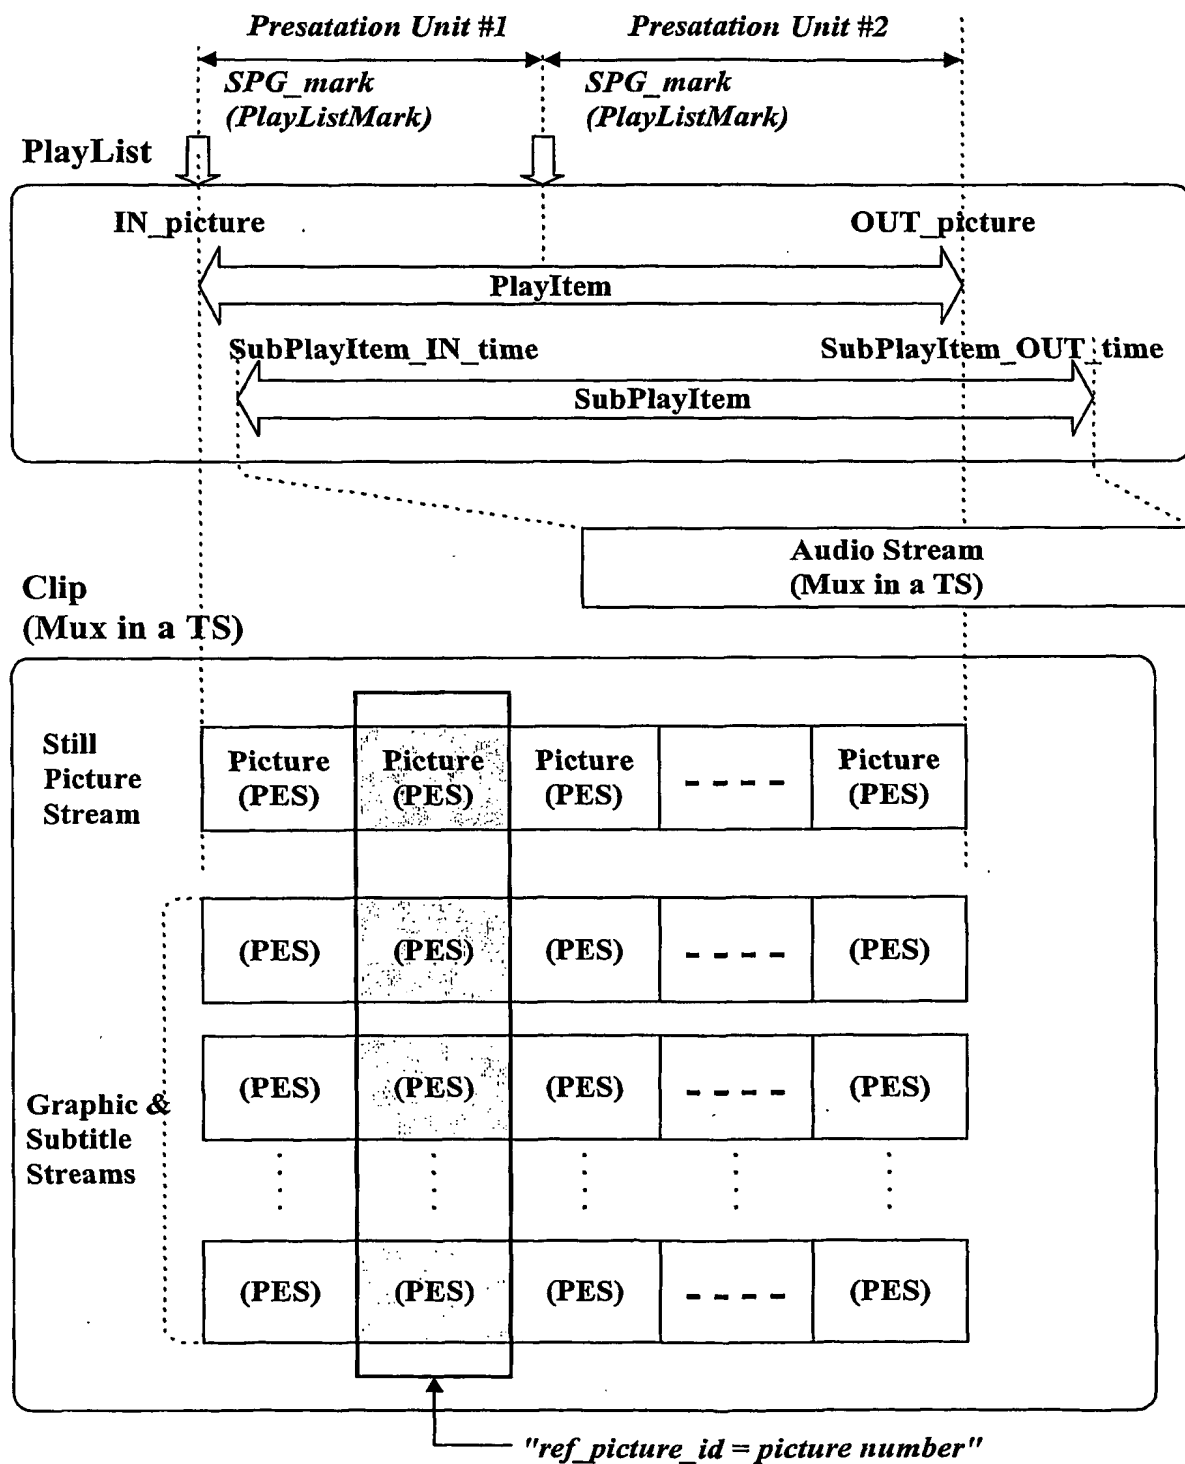 Presatation Unit #1
Presatation Unit #2
SPG_mark
(PlayListMark)
SPG_mark
(PlayListMark)
PlayList
IN_picture
OUT_picture
PlayItem
SubPlayItem_IN_time
SubPlayItem_OUT_time
SubPlayItem
Audio Stream
(Mux in a TS)
Clip
(Mux in a TS)
Still
Picture
Stream
Picture
(PES)
Picture
(PES)
Picture
(PES)
Picture
(PES)
(PES)
(PES)
(PES)
(PES)
Graphic &
Subtitle
Streams
(PES)
(PES)
(PES)
(PES)
(PES)
(PES)
(PES)
(PES)
"ref_picture_id = picture number"